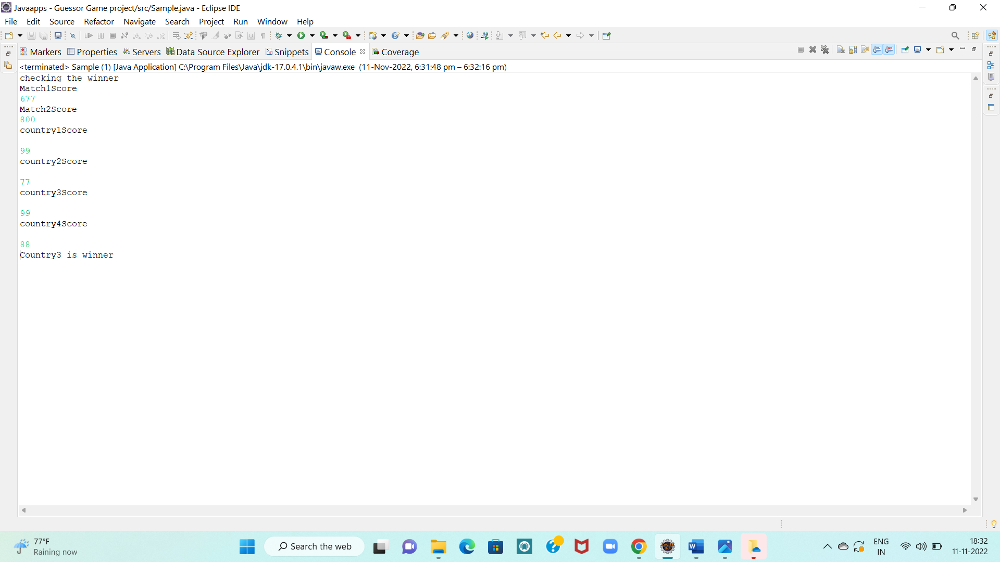 Javaapps - Guessor Game project/src/Sample.java - Eclipse IDE
File Edit Source Refactor Navigate Search Project Run Window Help
Markers Properties Servers Data Source Explorer Snippets Console Coverage
<terminated> Sample (1) [Java Application] C:\Program Files\Java\jdk-17.0.4.1\bin\javaw.exe (11-Nov-2022, 6:31:48 pm – 6:32:16 pm)
checking the winner
Match1Score
677
Match2Score
800
country1Score
99
country2Score
77
country3Score
99
country4Score
88
Country3 is winner
77°F
Raining now
Search the web
ENG
IN
18:32
11-11-2022